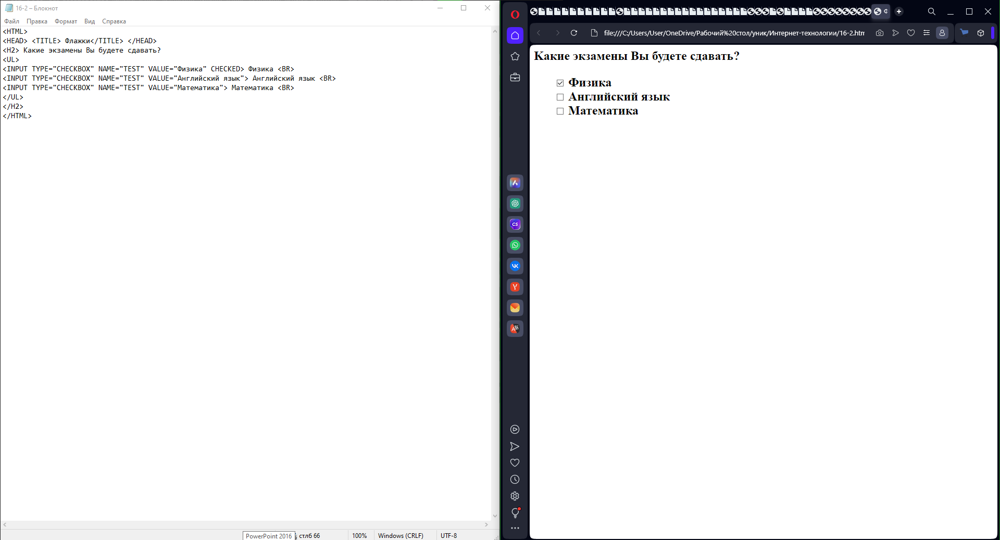 16-2 – Блокнот
Файл Правка Формат Вид Справка
<HTML>
<HEAD> <TITLE> Флажки</TITLE> </HEAD>
<H2> Какие экзамены Вы будете сдавать?
<UL>
<INPUT TYPE="CHECKBOX" NAME="TEST" VALUE="Физика" CHECKED> Физика <BR>
<INPUT TYPE="CHECKBOX" NAME="TEST" VALUE="Английский язык"> Английский язык <BR>
<INPUT TYPE="CHECKBOX" NAME="TEST" VALUE="Математика"> Математика <BR>
</UL>
</H2>
</HTML>
PowerPoint 2016
стлб 66
100%
Windows (CRLF)
UTF-8
file:///C:/Users/User/OneDrive/Рабочий%20стол/уник/Интернет-технологии/16-2.htm
Какие экзамены Вы будете сдавать?
Физика
Английский язык
Математика
CS